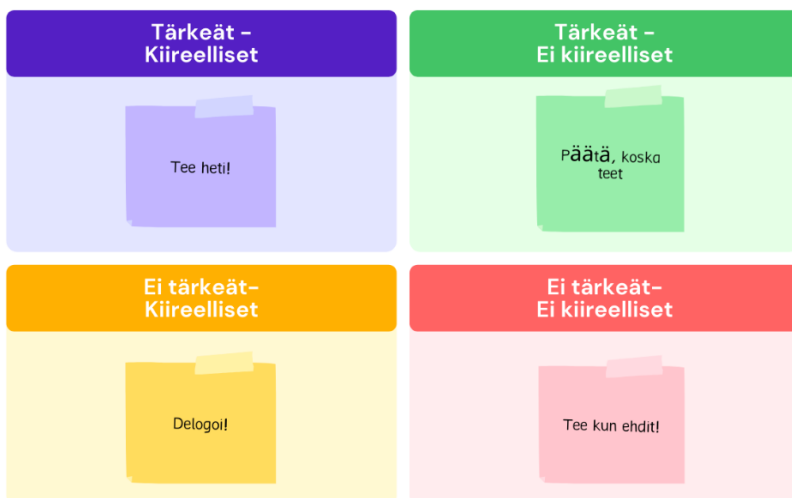 Tärkeät -
Kiireelliset
Tärkeät -
Ei kiireelliset
Tee heti!
Päätä, koska
teet
Ei tärkeät-
Kiireelliset
Ei tärkeät-
Ei kiireelliset
Delogoi!
Tee kun ehdit!